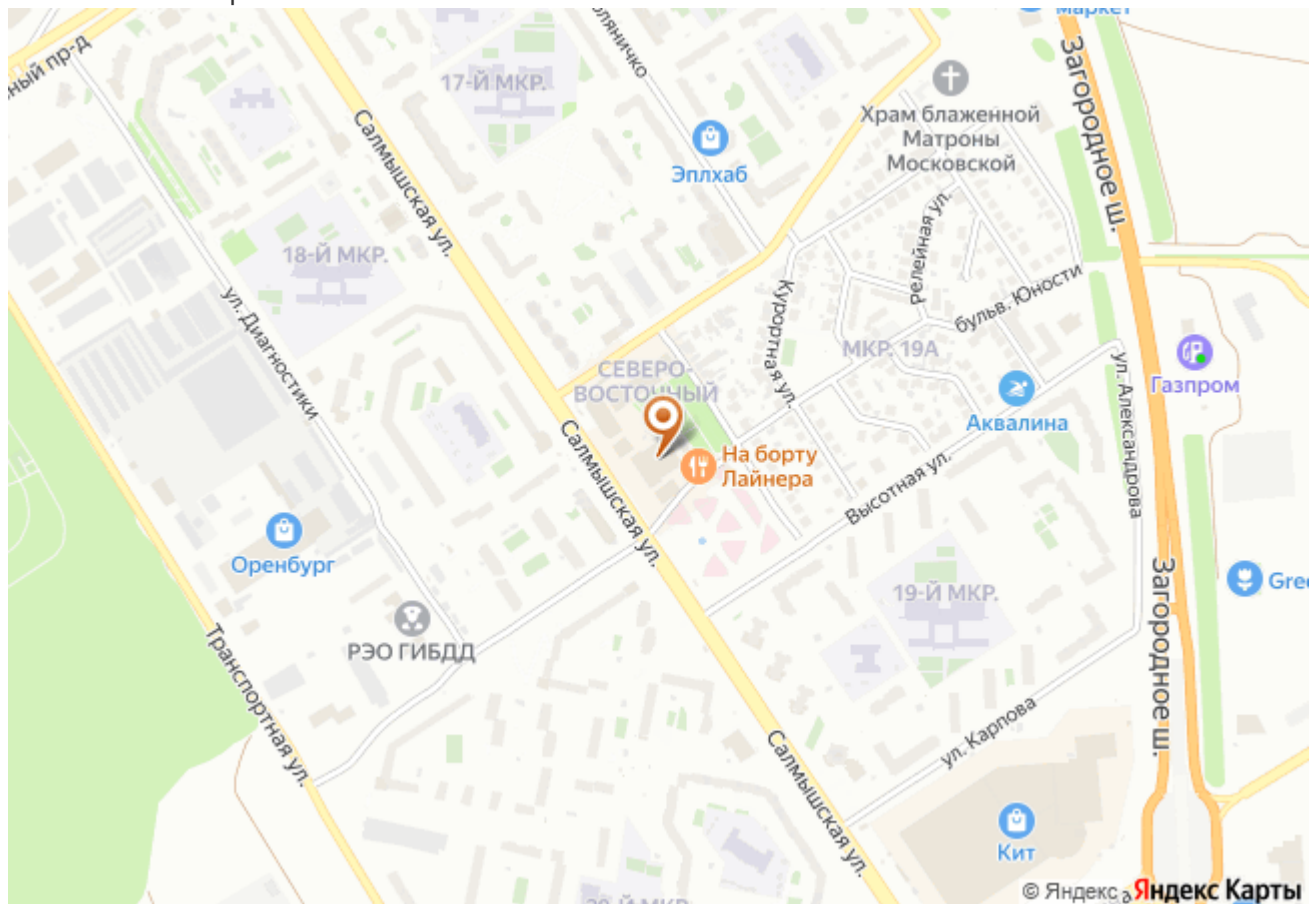 маркет
ный пр-д
17-Й МКР.
Салмышская ул.
Эплхаб
Храм блаженной
Матроны
Московской
Загородное ш.
18-Й МКР.
ул. Диагностики
Курортная ул.
Релейная ул.
бульв. Юности
МКР. 19А
СЕВЕРО-
ВОСТОЧНЫЙ
Аквалина
Газпром
ул. Александрова
На борту
Лайнера
Салмышская ул.
Высотная ул.
Оренбург
РЭО ГИБДД
19-Й МКР.
Gree
Загородное ш.
Транспортная ул.
ул. Карпова
Салмышская ул.
Кит
© Яндекс
Яндекс Карты